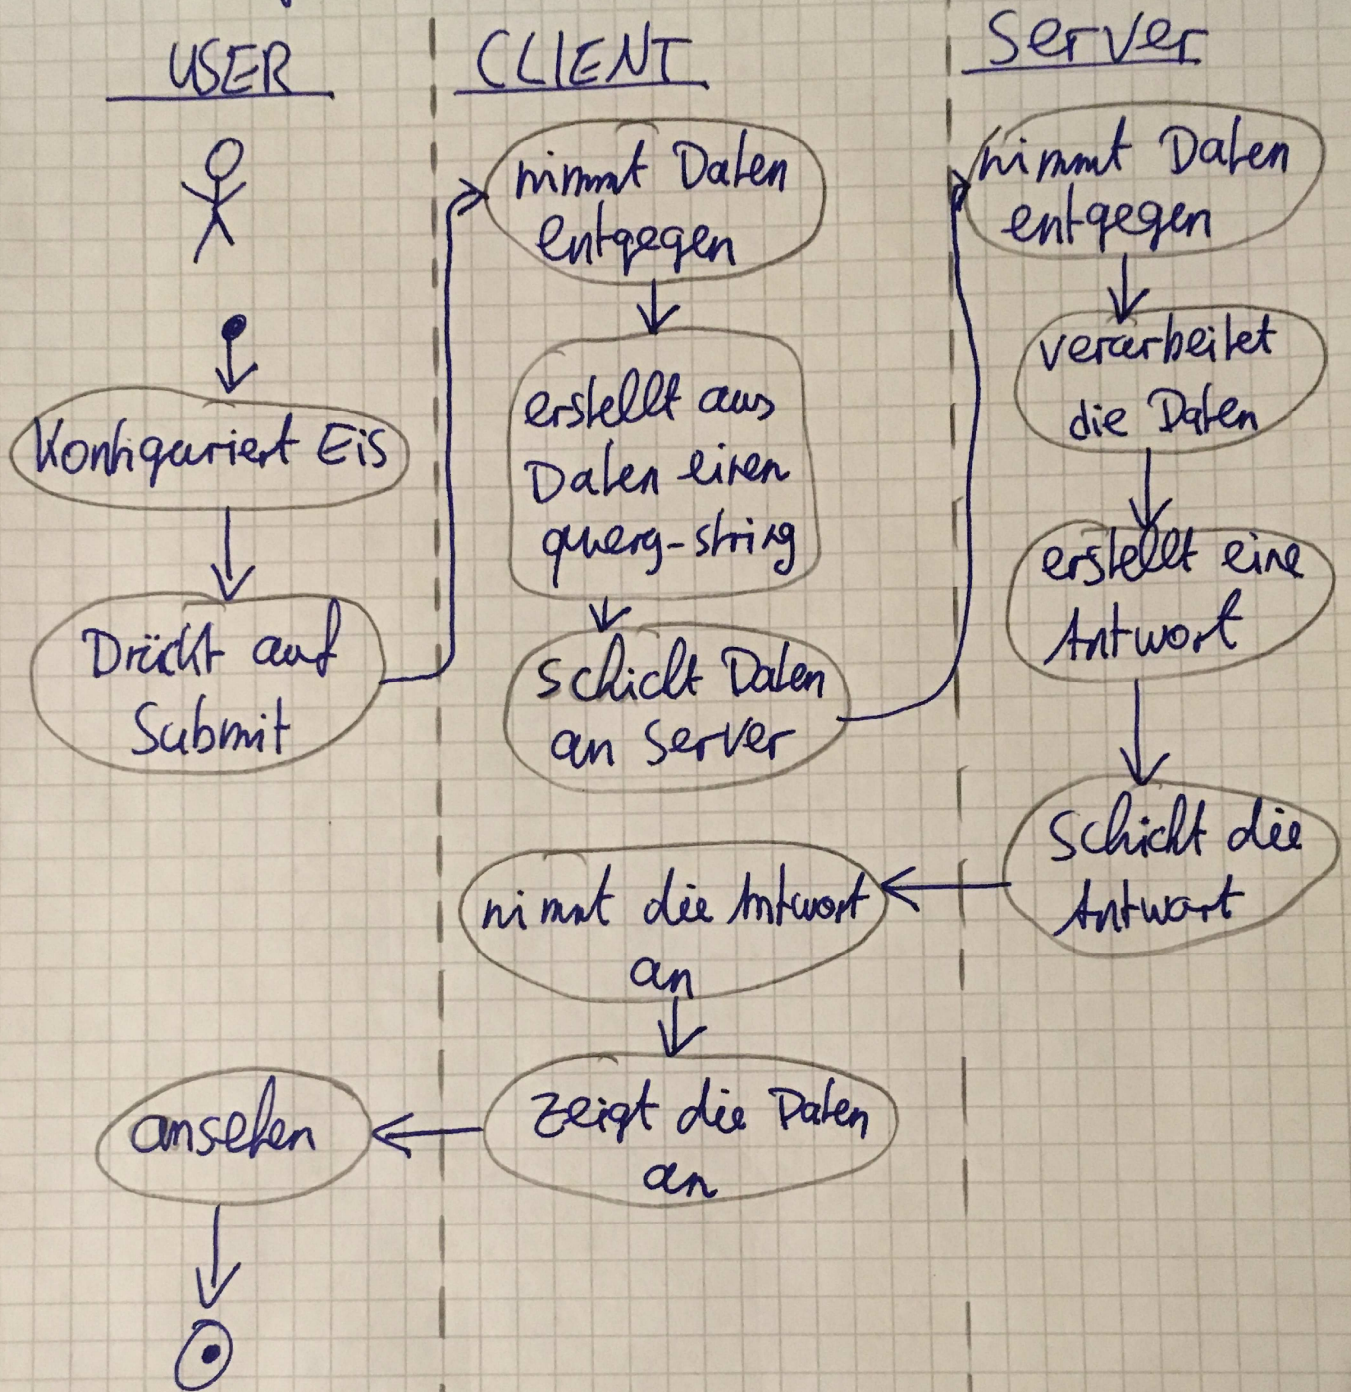 USER
CLIENT
Server
Konfiguriert Eis
Drückt auf
Submit
nimmt Daten
entgegen
erstellt aus
Daten einen
query-string
schickt Daten
an Server
nimmt Daten
entgegen
verarbeitet
die Daten
erstellt eine
Antwort
schickt die
Antwort
nimmt die Antwort
an
zeigt die Daten
an
ansehen